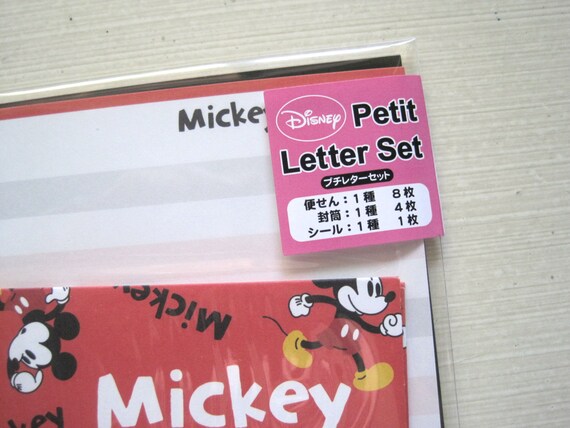 Mickey
Disney Petit
Letter Set
プチレターセット
便せん：1種 8枚
封筒：1種 4枚
シール：1種 1枚
Mickey
Mickey